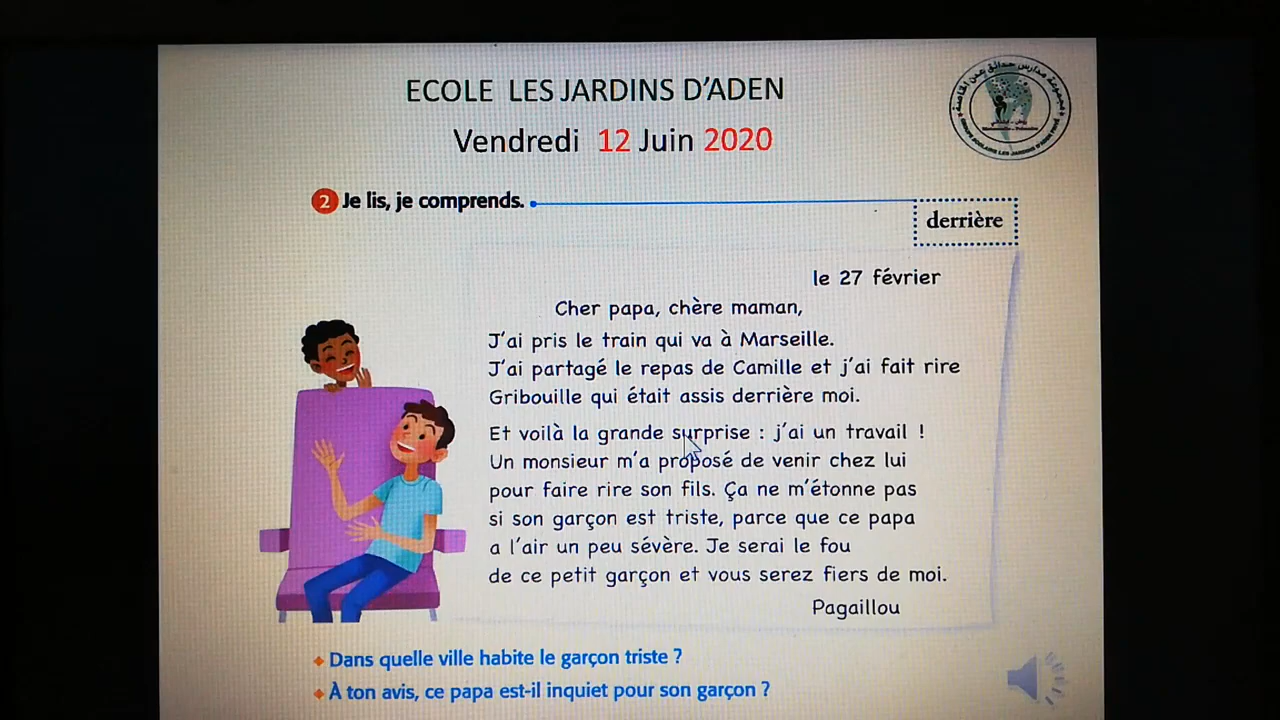 ECOLE LES JARDINS D'ADEN
Vendredi 12 Juin 2020
2 Je lis, je comprends.
derrière
le 27 février
Cher papa, chère maman,
J'ai pris le train qui va à Marseille.
J'ai partagé le repas de Camille et j'ai fait rire
Gribouille qui était assis derrière moi.
Et voilà la grande surprise : j'ai un travail !
Un monsieur m'a proposé de venir chez lui
pour faire rire son fils. Ça ne m'étonne pas
si son garçon est triste, parce que ce papa
a l'air un peu sévère. Je serai le fou
de ce petit garçon et vous serez fiers de moi.
Pagaillou
Dans quelle ville habite le garçon triste ?
À ton avis, ce papa est-il inquiet pour son garçon ?